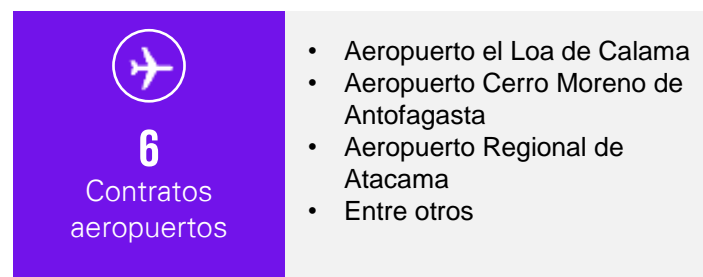 6
Contratos
aeropuertos
• Aeropuerto el Loa de Calama
• Aeropuerto Cerro Moreno de
Antofagasta
• Aeropuerto Regional de
Atacama
• Entre otros